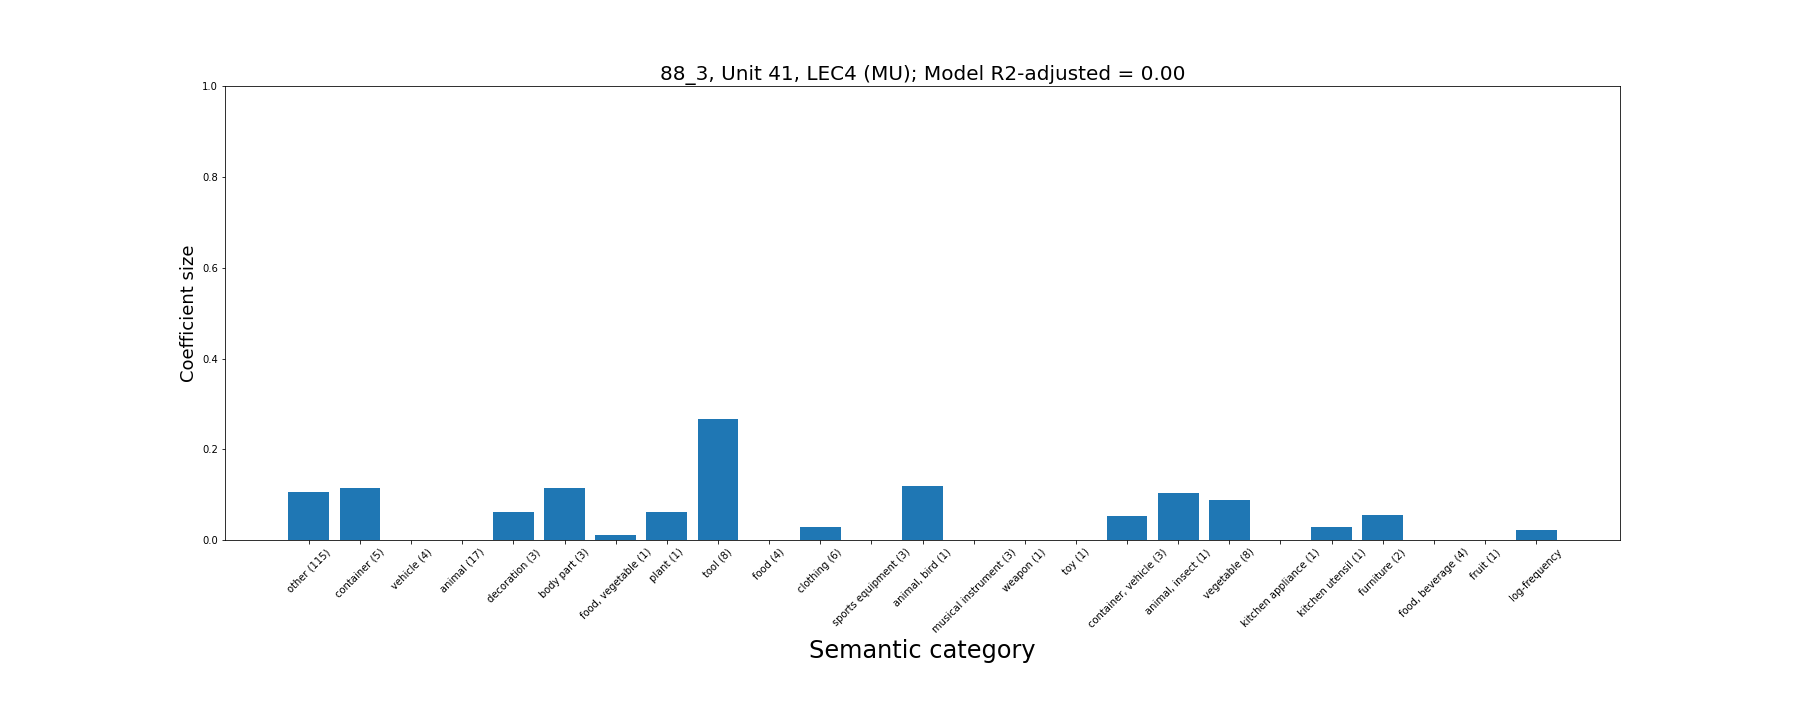 88_3, Unit 41, LEC4 (MU); Model R2-adjusted = 0.00
Coefficient size
1.0
0.8
0.6
0.4
0.2
0.0
other (115)
container (5)
vehicle (4)
animal (17)
decoration (3)
body part (3)
food, vegetable (1)
plant (1)
tool (8)
food (4)
clothing (6)
sports equipment (3)
animal, bird (1)
musical instrument (3)
weapon (1)
toy (1)
container, vehicle (3)
animal, insect (1)
vegetable (8)
kitchen appliance (1)
kitchen utensil (1)
furniture (2)
food, beverage (4)
fruit (1)
log-frequency
Semantic category